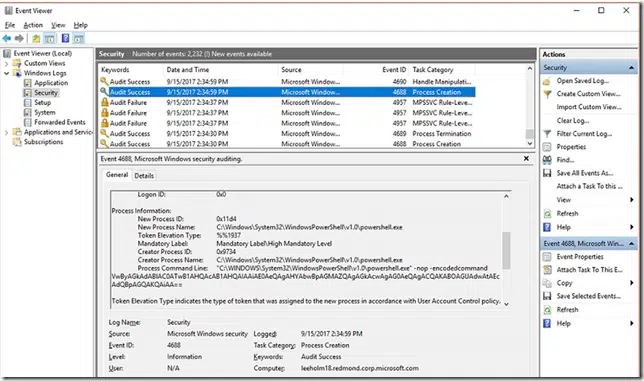 Event Viewer
File Action View Help
Event Viewer (Local)
Custom Views
Windows Logs
Application
Security
Setup
System
Forwarded Events
Applications and Service
Subscriptions
Security Number of events: 2,232 (!) New events available
Keywords Date and Time Source Event ID Task Category
Audit Success 9/15/2017 2:34:59 PM Microsoft Window... 4690 Handle Manipulati...
Audit Success 9/15/2017 2:34:59 PM Microsoft Window... 4688 Process Creation
Audit Failure 9/15/2017 2:34:37 PM Microsoft Window... 4957 MPSSVC Rule-Leve...
Audit Failure 9/15/2017 2:34:37 PM Microsoft Window... 4957 MPSSVC Rule-Leve...
Audit Failure 9/15/2017 2:34:37 PM Microsoft Window... 4957 MPSSVC Rule-Leve...
Audit Success 9/15/2017 2:34:30 PM Microsoft Window... 4689 Process Termination
Audit Success 9/15/2017 2:34:30 PM Microsoft Window... 4688 Process Creation
Event 4688, Microsoft Windows security auditing.
General Details
Logon ID: 0x0
Process Information:
New Process ID: 0x11d4
New Process Name: C:\Windows\System32\WindowsPowerShell\v1.0\powershell.exe
Token Elevation Type: %%1937
Mandatory Label: Mandatory Label\High Mandatory Level
Creator Process ID: 0x9734
Creator Process Name: C:\Windows\System32\WindowsPowerShell\v1.0\powershell.exe
Process Command Line: "C:\WINDOWS\System32\WindowsPowerShell\v1.0\powershell.exe" -nop -encodedcommand
Token Elevation Type indicates the type of token that was assigned to the new process in accordance with User Account Control policy.
Log Name: Security
Source: Microsoft Windows security Logged: 9/15/2017 2:34:59 PM
Event ID: 4688 Task Category: Process Creation
Level: Information Keywords: Audit Success
User: N/A Computer: leeholm18.redmond.corp.microsoft.com
Actions
Security
Open Saved Log...
Create Custom View...
Import Custom View...
Clear Log...
Filter Current Log...
Properties
Find...
Save All Events As...
Attach a Task To this ...
View
Refresh
Help
Event 4688, Microsoft Win...
Event Properties
Attach Task To This E...
Copy
Save Selected Events...
Refresh
Help